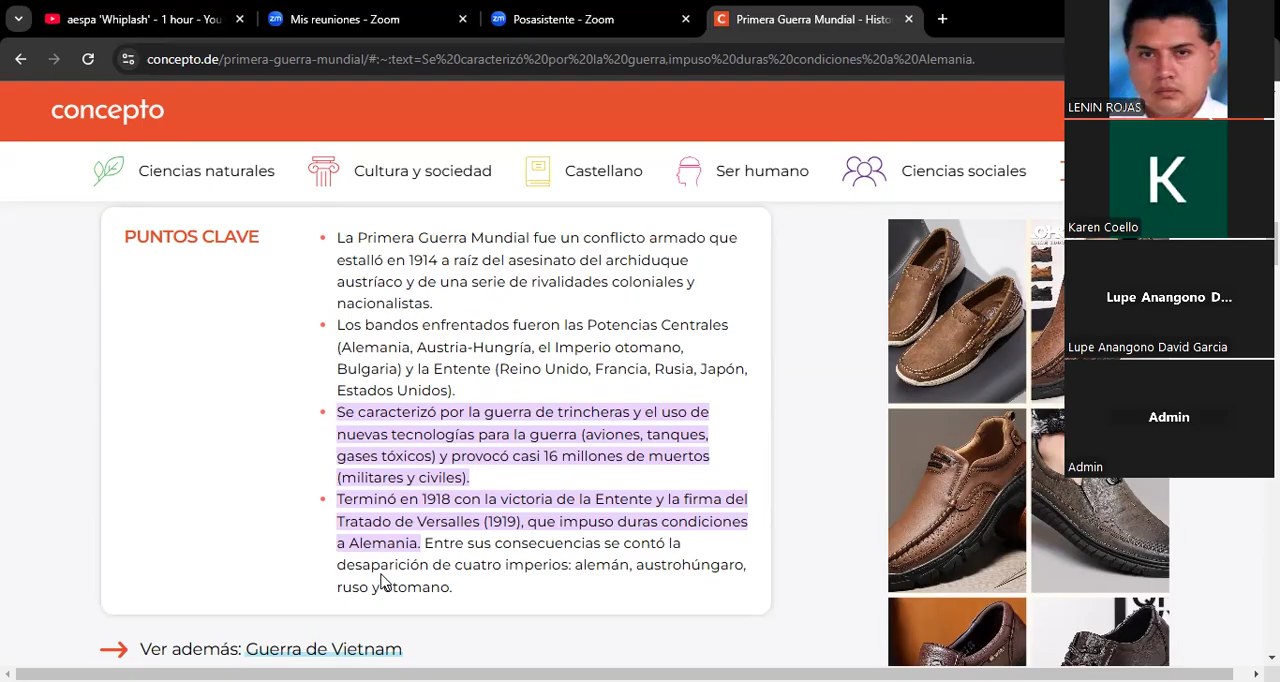 aespa 'Whiplash' - 1 hour - You
Mis reuniones - Zoom
Posasistente - Zoom
Primera Guerra Mundial - Histo
concepto.de/primera-guerra-mundial/#:~:text=Se%20caracterizó%20por%20la%20guerra,impuso%20duras%20condiciones%20a%20Alemania.
concepto
Ciencias naturales
Cultura y sociedad
Castellano
Ser humano
Ciencias sociales
PUNTOS CLAVE
• La Primera Guerra Mundial fue un conflicto armado que
estalló en 1914 a raíz del asesinato del archiduque
austríaco y de una serie de rivalidades coloniales y
nacionalistas.
• Los bandos enfrentados fueron las Potencias Centrales
(Alemania, Austria-Hungría, el Imperio otomano,
Bulgaria) y la Entente (Reino Unido, Francia, Rusia, Japón,
Estados Unidos).
• Se caracterizó por la guerra de trincheras y el uso de
nuevas tecnologías para la guerra (aviones, tanques,
gases tóxicos) y provocó casi 16 millones de muertos
(militares y civiles).
• Terminó en 1918 con la victoria de la Entente y la firma del
Tratado de Versalles (1919), que impuso duras condiciones
a Alemania. Entre sus consecuencias se contó la
desaparición de cuatro imperios: alemán, austrohúngaro,
ruso y otomano.
Ver además: Guerra de Vietnam
LENIN ROJAS
K
Karen Coello
Lupe Anangono D...
Lupe Anangono David Garcia
Admin
Admin